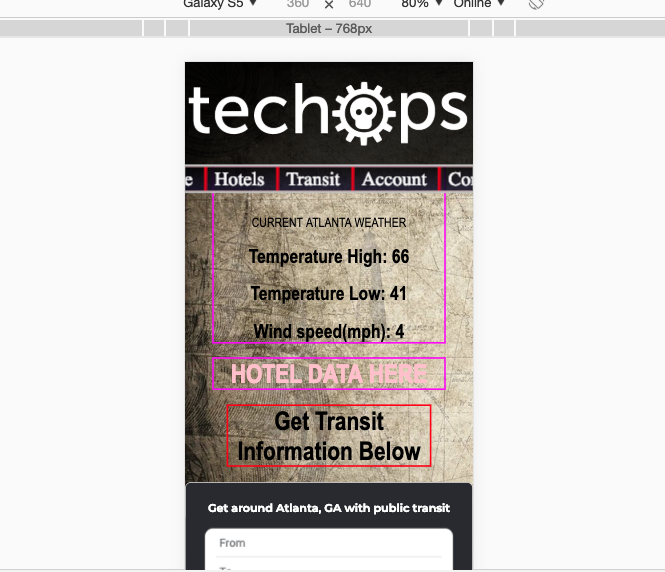 Galaxy S5 ▼ 360 × 640 80% ▼ Online ▼
Tablet – 768px
techops
e Hotels Transit Account Co
CURRENT ATLANTA WEATHER
Temperature High: 66
Temperature Low: 41
Wind speed(mph): 4
HOTEL DATA HERE
Get Transit
Information Below
Get around Atlanta, GA with public transit
From